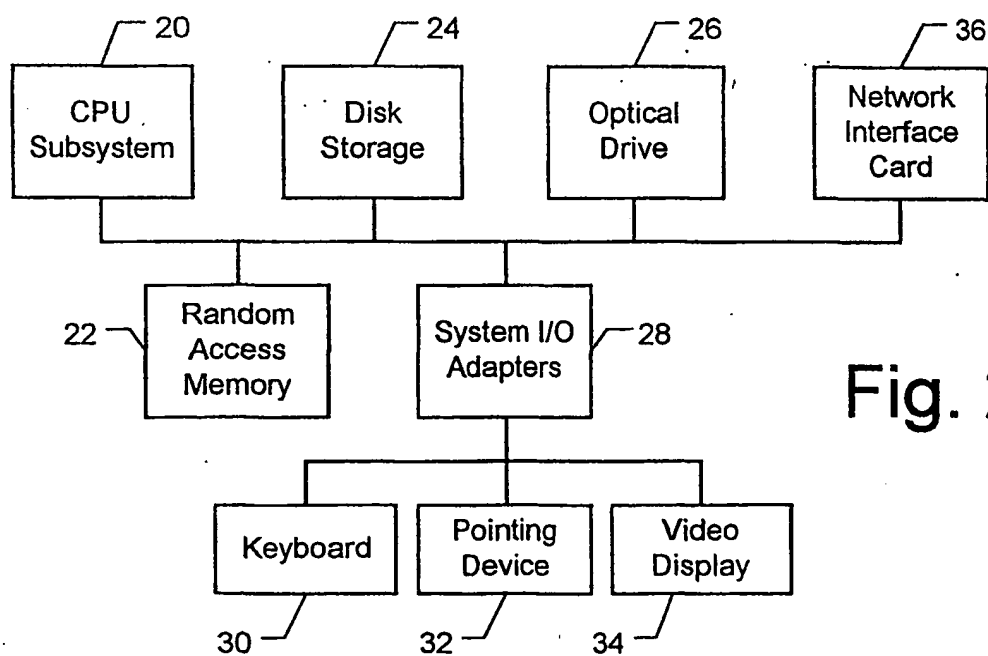 20
24
26
36
CPU
Subsystem
Disk
Storage
Optical
Drive
Network
Interface
Card
22
Random
Access
Memory
System I/O
Adapters
28
Fig.
Keyboard
Pointing
Device
Video
Display
30
32
34